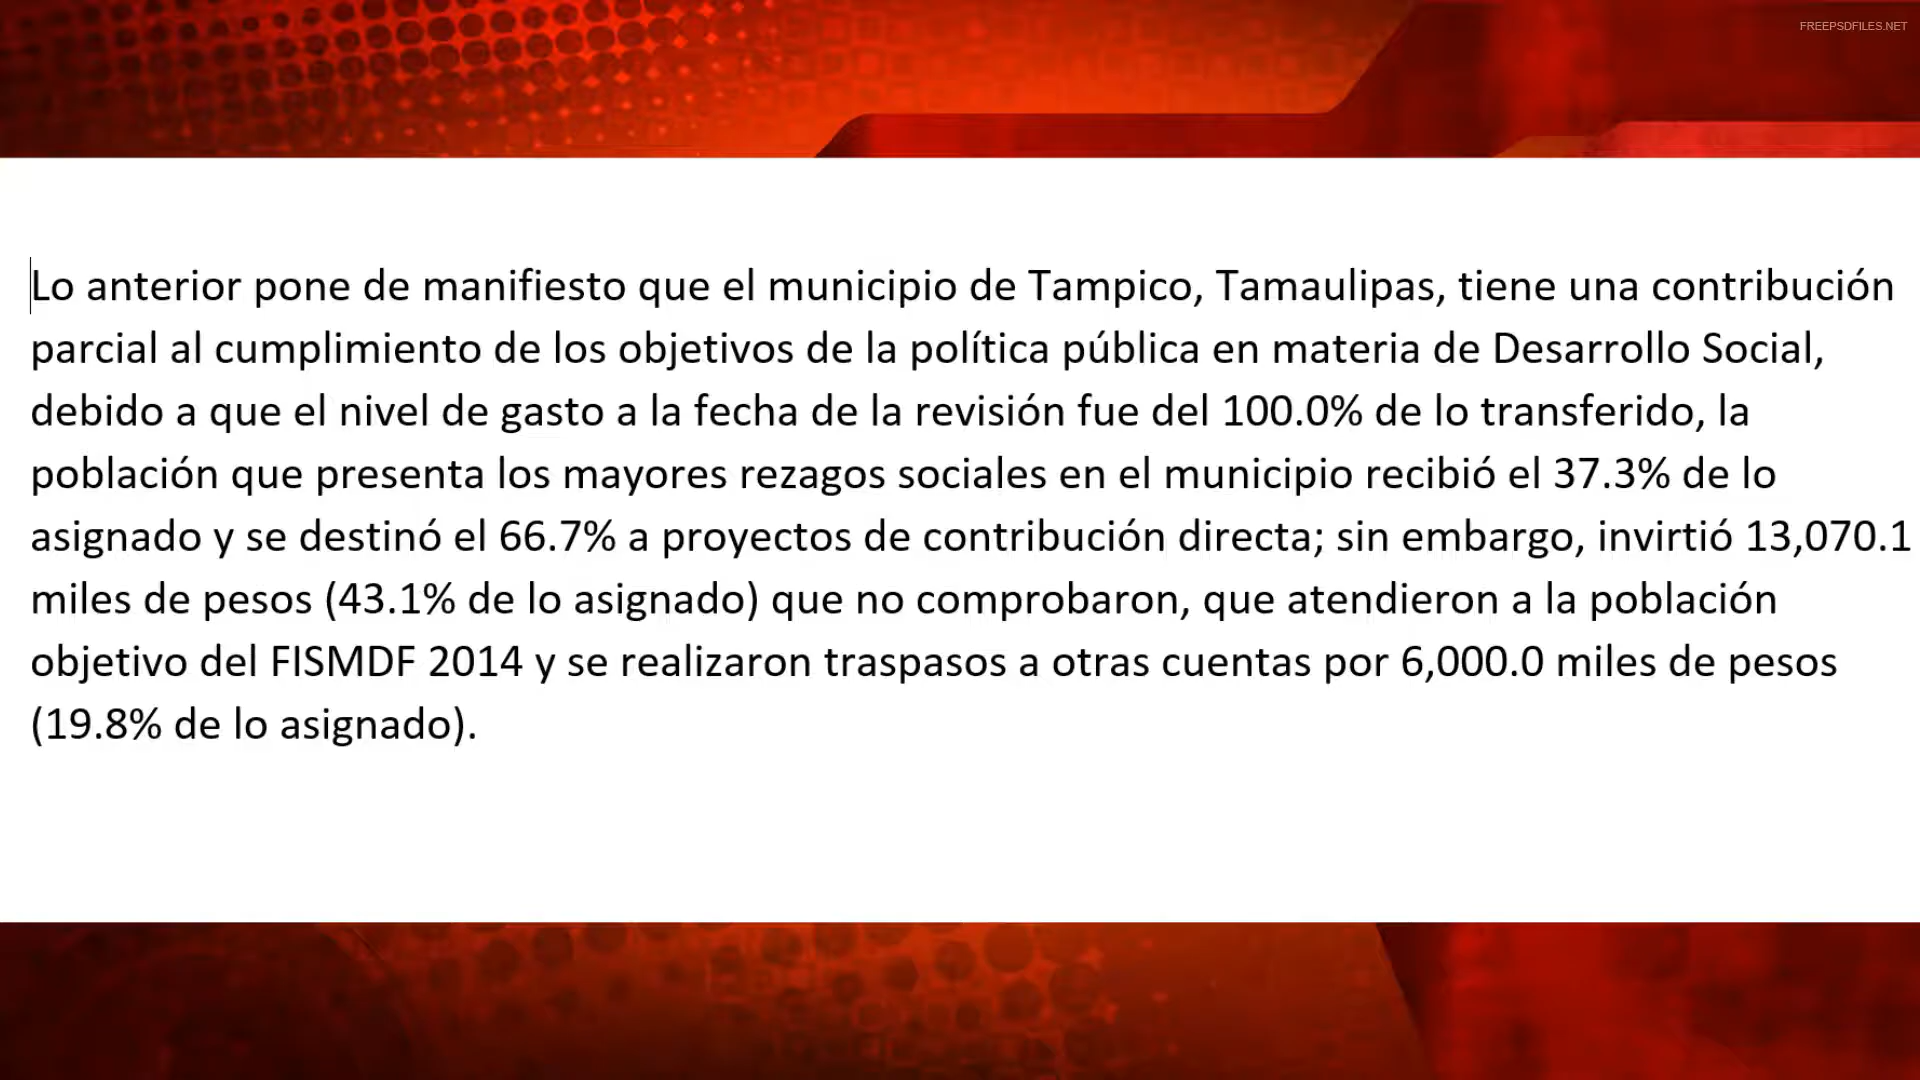 FREEPSDFILES.NET
Lo anterior pone de manifiesto que el municipio de Tampico, Tamaulipas, tiene una contribución
parcial al cumplimiento de los objetivos de la política pública en materia de Desarrollo Social,
debido a que el nivel de gasto a la fecha de la revisión fue del 100.0% de lo transferido, la
población que presenta los mayores rezagos sociales en el municipio recibió el 37.3% de lo
asignado y se destinó el 66.7% a proyectos de contribución directa; sin embargo, invirtió 13,070.1
miles de pesos (43.1% de lo asignado) que no comprobaron, que atendieron a la población
objetivo del FISMDF 2014 y se realizaron traspasos a otras cuentas por 6,000.0 miles de pesos
(19.8% de lo asignado).